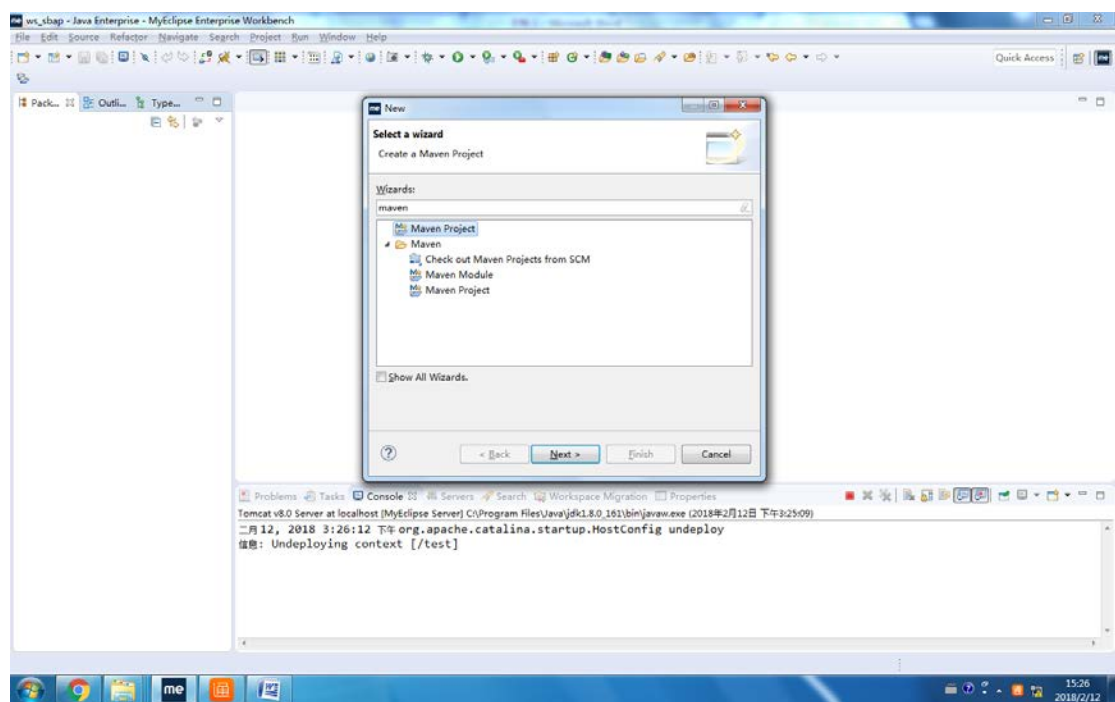 ws_sbap - Java Enterprise - MyEclipse Enterprise Workbench
File Edit Source Refactor Navigate Search Project Run Window Help
Quick Access
Pack... Outli... Type...
New
Select a wizard
Create a Maven Project
Wizards:
maven
Maven Project
Maven
Check out Maven Projects from SCM
Maven Module
Maven Project
Show All Wizards.
< Back Next > Finish Cancel
Problems Tasks Console Servers Search Workspace Migration Properties
Tomcat v8.0 Server at localhost [MyEclipse Server] C:\Program Files\Java\jdk1.8.0_161\bin\javaw.exe (2018年2月12日 下午3:25:09)
二月 12, 2018 3:26:12 下午 org.apache.catalina.startup.HostConfig undeploy
信息: Undeploying context [/test]
me
15:26
2018/2/12